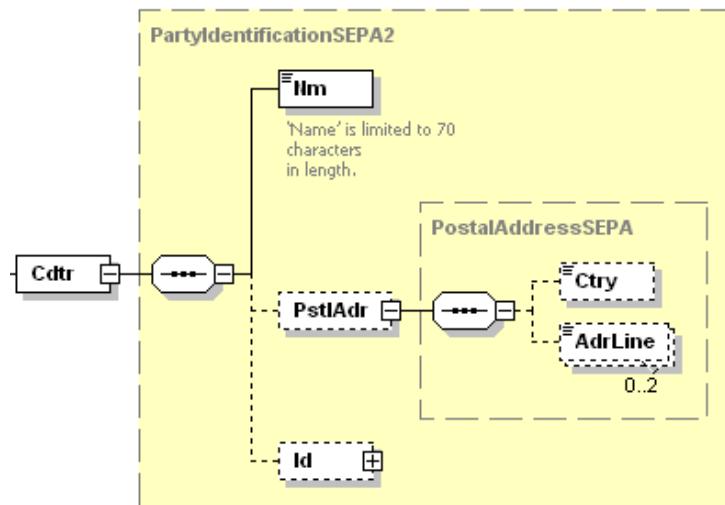 PartyIdentificationSEPA2
Nm
'Name' is limited to 70
characters
in length.
PostalAddressSEPA
Cdtr
Ctry
PstlAdr
AdrLine
0..2
Id